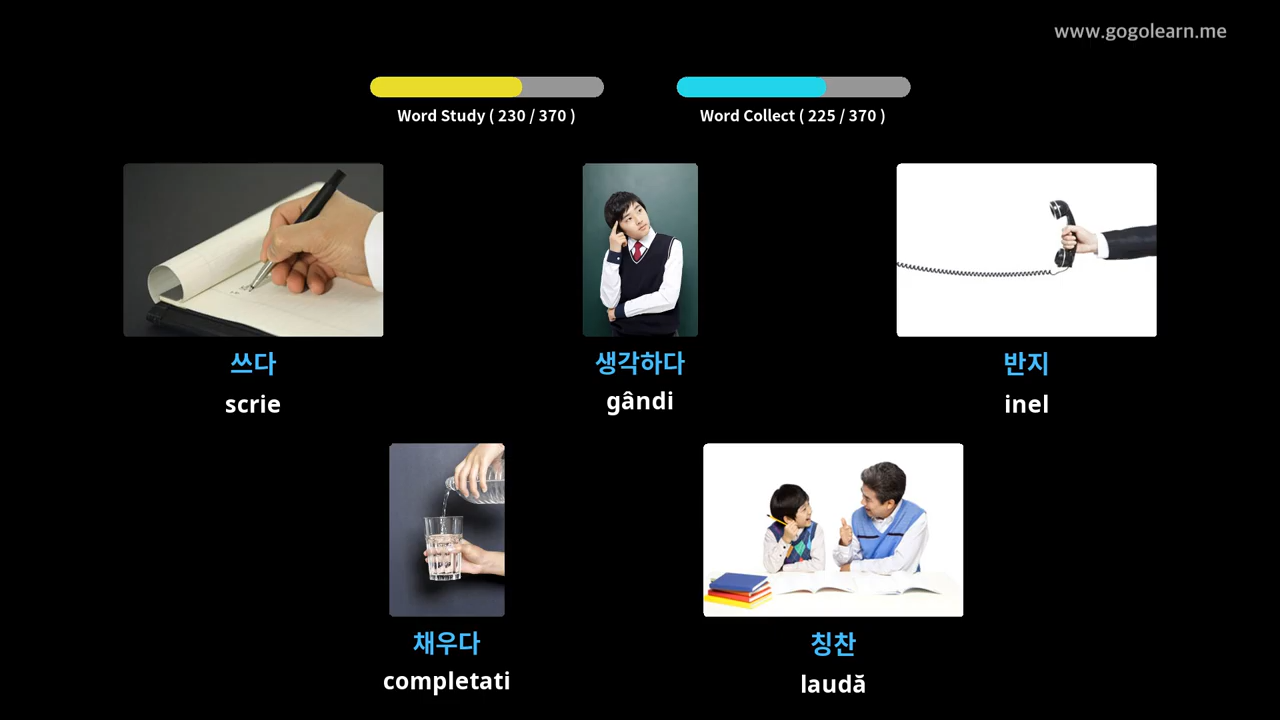 www.gogolearn.me
Word Study ( 230 / 370 )
Word Collect ( 225 / 370 )
쓰다
생각하다
반지
scrie
gândi
inel
채우다
칭찬
completati
laudă